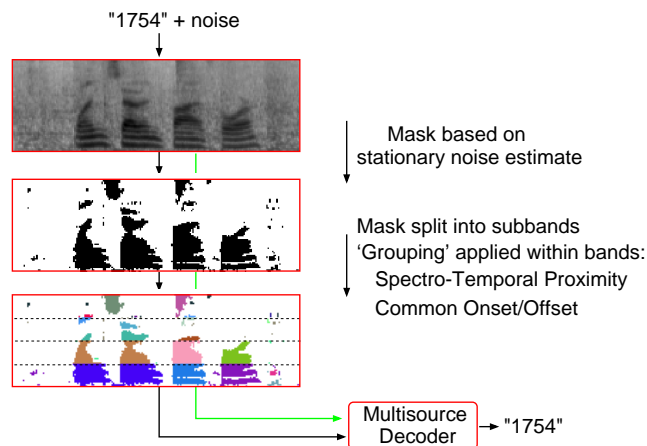 "1754" + noise
Mask based on
stationary noise estimate
Mask split into subbands
‘Grouping’ applied within bands:
Spectro-Temporal Proximity
Common Onset/Offset
Multisource
Decoder
"1754"